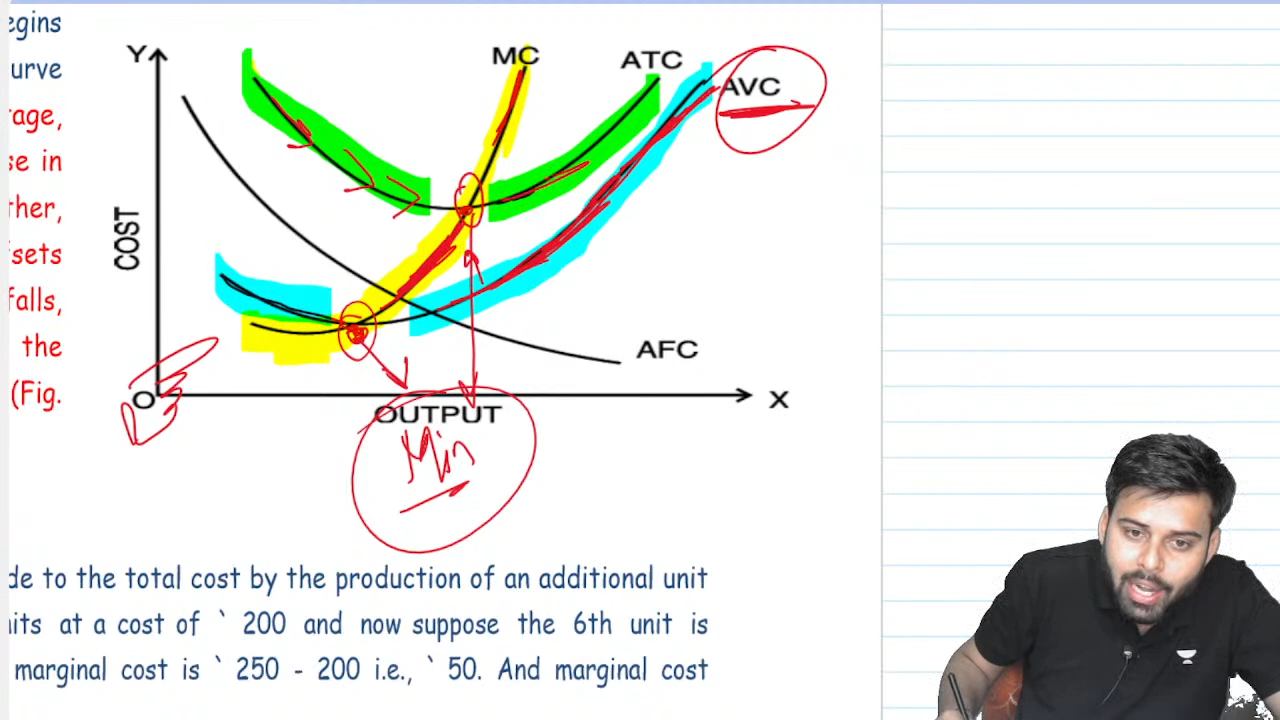 egins
urve
rage,
se in
ther,
sets
falls,
the
(Fig.
Y
MC
ATC
AVC
COST
AFC
O
OUTPUT
X
Min
de to the total cost by the production of an additional unit
nits at a cost of ` 200 and now suppose the 6th unit is
marginal cost is ` 250 - 200 i.e., ` 50. And marginal cost